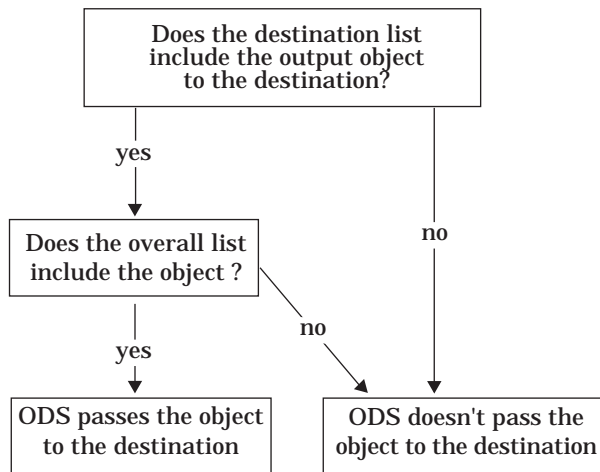 Does the destination list
include the output object
to the destination?
yes
no
Does the overall list
include the object ?
no
yes
ODS passes the object
to the destination
ODS doesn't pass the
object to the destination